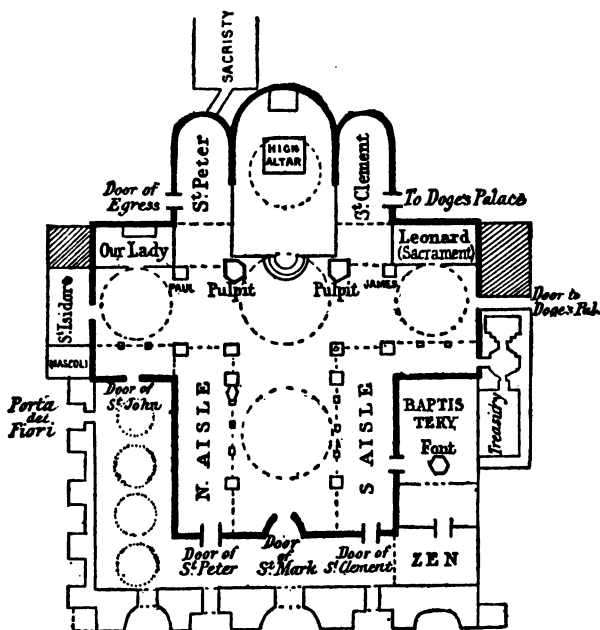 SACRISTY
HIGH
ALTAR
St Peter
St Clement
Door of
Egress
To Doge's Palace
Our Lady
Leonard
(Sacrament)
PAUL
Pulpit
Pulpit
JAMES
St Isidore
Door to
Doge's Pal.
MASCOLI
Door of
St John
Porta
dei
Fiori
N. AISLE
S AISLE
BAPTIS
TERY
Font
Treasury
Door of
St Peter
Door
of
St Mark
Door of
St Clement
ZEN